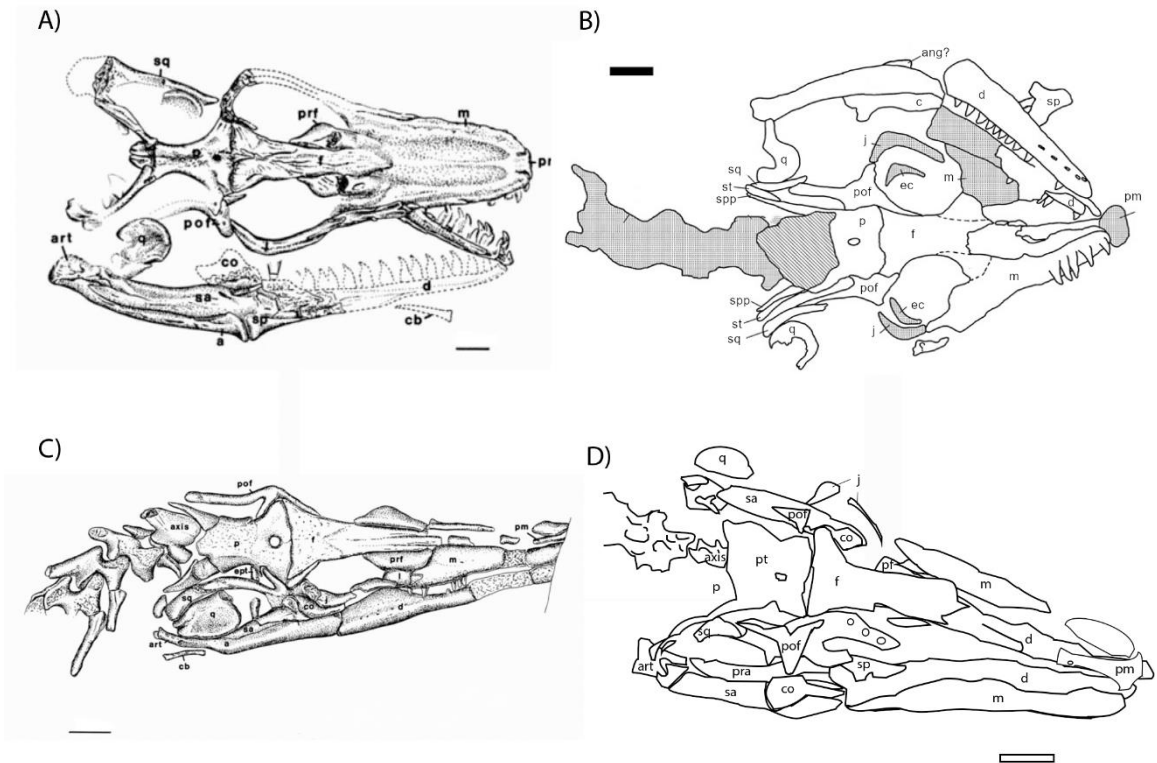 A)
sq
prf
m
p
f
pm
pof
j
art
q
co
sa
d
sp
cb
a
B)
ang?
d
c
sp
j
q
sq
st
spp
pof
ec
m
d
pm
p
f
m
spp
st
sq
pof
q
ec
j
C)
pof
axis
p
f
pm
prf
m
ept
l
sq
q
co
d
sa
art
a
cb
D)
q
j
sa
pof
co
axis
pt
pf
p
f
m
sq
pof
d
art
pra
sp
pm
sa
co
d
m